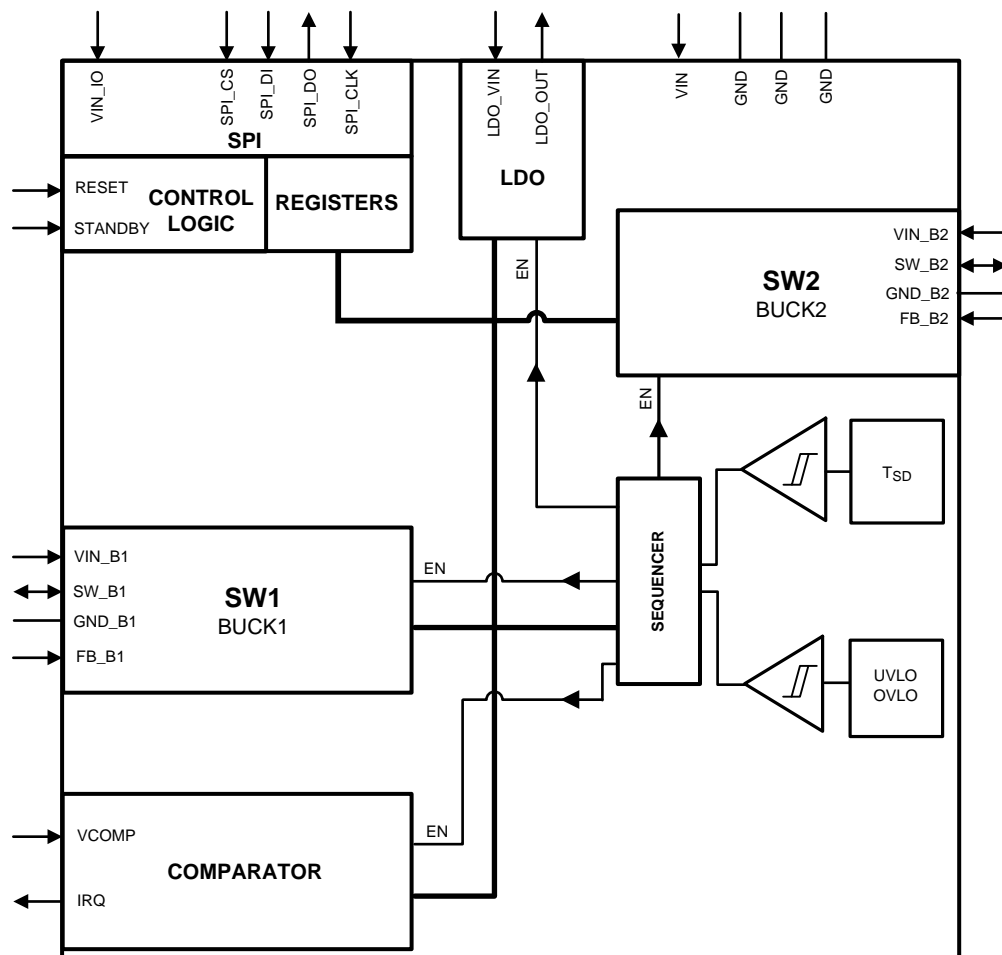 VIN_IO
SPI_CS
SPI_DI
SPI_DO
SPI_CLK
SPI
LDO_VIN
LDO_OUT
LDO
VIN
GND
GND
GND
RESET
STANDBY
CONTROL
LOGIC
REGISTERS
EN
SW2
BUCK2
VIN_B2
SW_B2
GND_B2
FB_B2
EN
TSD
SEQUENCER
VIN_B1
SW_B1
GND_B1
FB_B1
SW1
BUCK1
EN
UVLO
OVLO
VCOMP
IRQ
COMPARATOR
EN